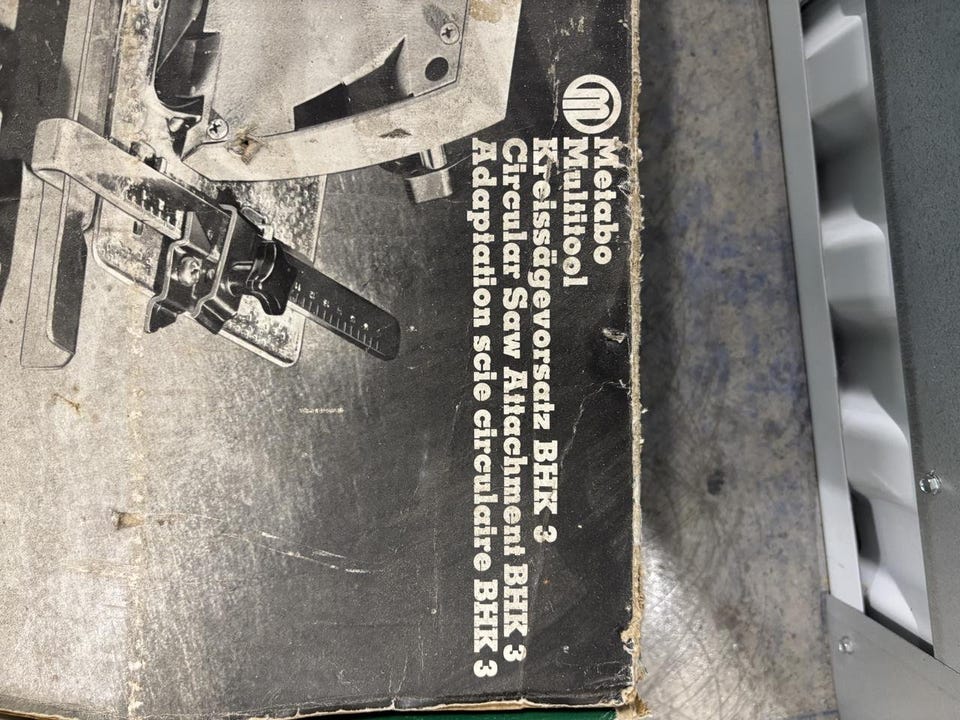 Metabo
Multitool
Kreissägevorsatz BHK 3
Circular Saw Attachment BHK 3
Adaptation scie circulaire BHK 3